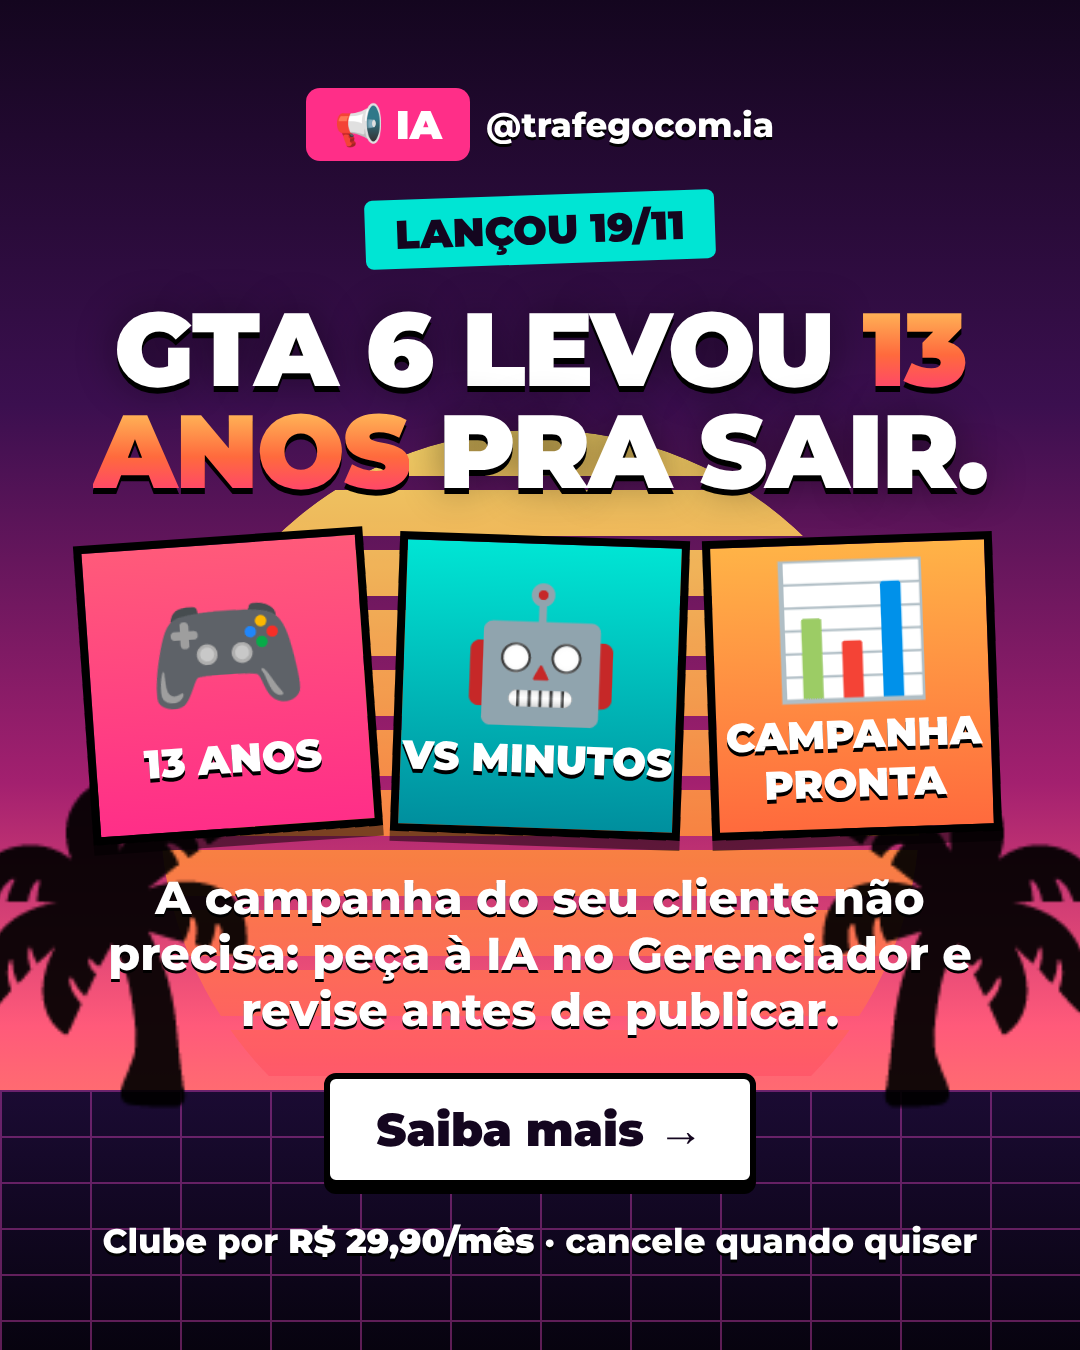 IA @trafegocom.ia
LANÇOU 19/11
GTA 6 LEVOU 13
ANOS PRA SAIR.
13 ANOS
VS MINUTOS
CAMPANHA
PRONTA
A campanha do seu cliente não
precisa: peça à IA no Gerenciador e
revise antes de publicar.
Saiba mais →
Clube por R$ 29,90/mês · cancele quando quiser